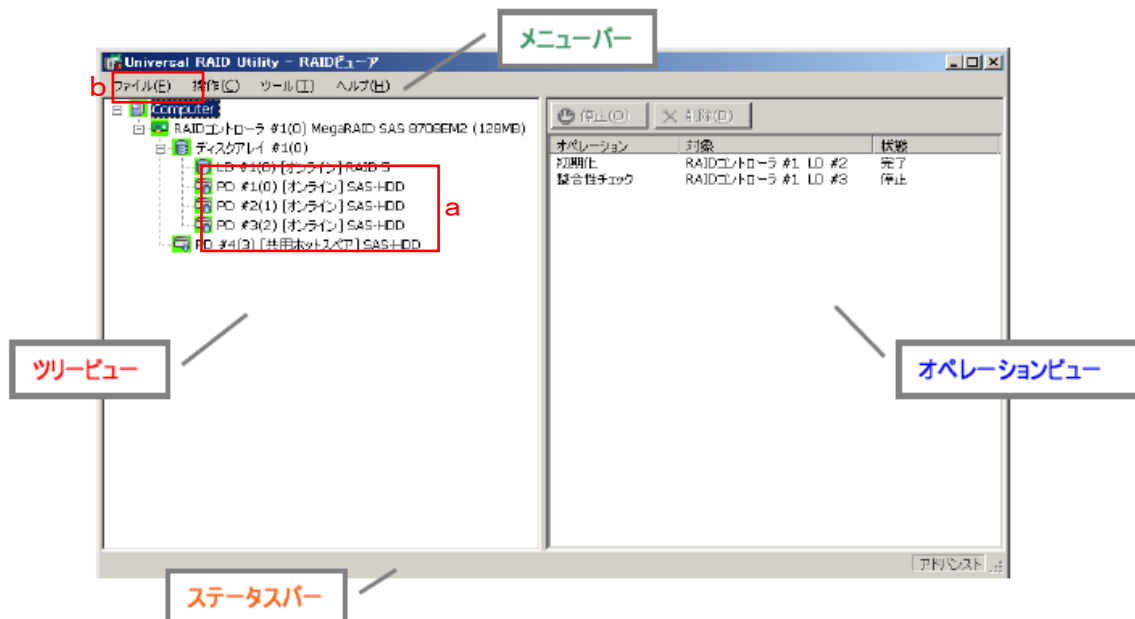 メニューバー
Universal RAID Utility - RAIDビューア
b
ファイル(F) 操作(C) ツール(T) ヘルプ(H)
Computer
RAIDコントローラ #1(0) MegaRAID SAS 8708EM2 (128MB)
ディスクアレイ #1(0)
LD #1(0) [オンライン] RAID 5
PD #1(0) [オンライン] SAS-HDD
PD #2(1) [オンライン] SAS-HDD
a
PD #3(2) [オンライン] SAS-HDD
PD #4(3) [共用ホットスペア] SAS-HDD
停止(O) 削除(D)
オペレーション 対象 状態
初期化 RAIDコントローラ #1 LD #2 完了
整合性チェック RAIDコントローラ #1 LD #3 停止
ツリービュー
オペレーションビュー
アドバンスト
ステータスバー